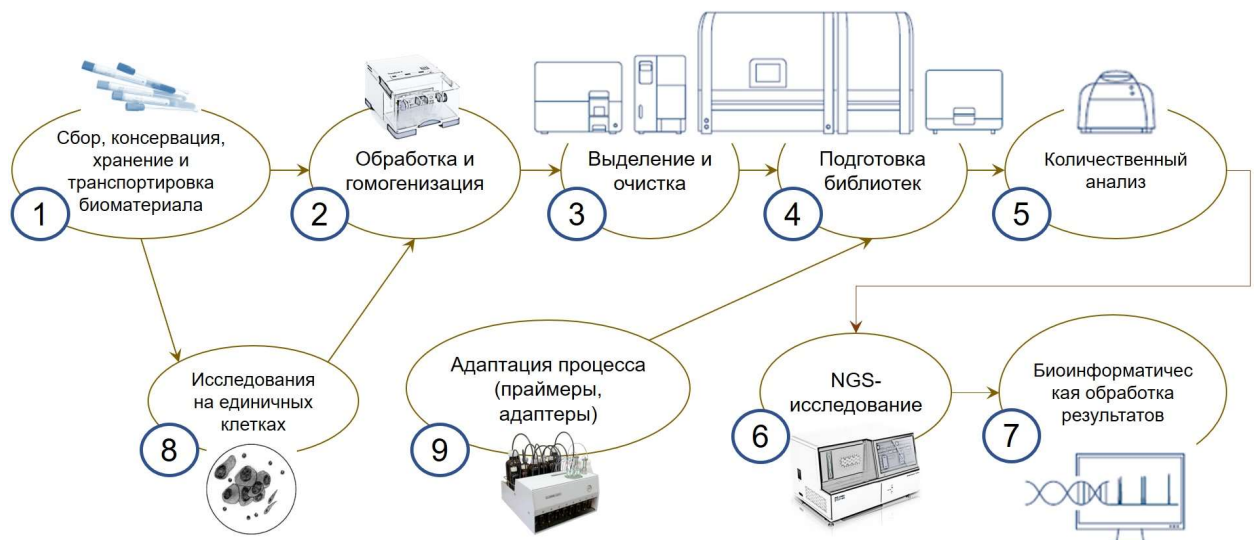 Сбор, консервация,
хранение и
транспортировка
биоматериала
1
Обработка и
гомогенизация
2
Выделение и
очистка
3
Подготовка
библиотек
4
Количественный
анализ
5
Исследования
на единичных
клетках
8
Адаптация процесса
(праймеры,
адаптеры)
9
NGS-
исследование
6
Биоинформатичес
кая обработка
результатов
7